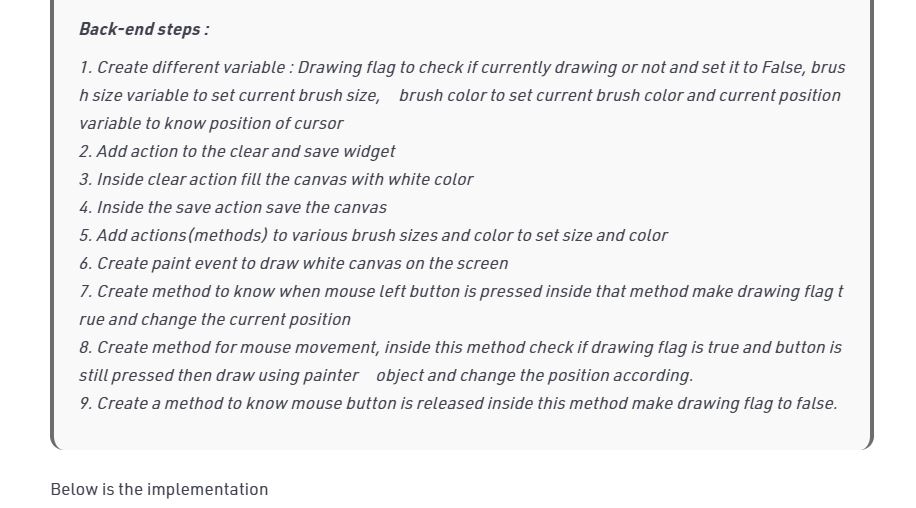 Back-end steps :
1. Create different variable : Drawing flag to check if currently drawing or not and set it to False, brus
h size variable to set current brush size,    brush color to set current brush color and current position
variable to know position of cursor
2. Add action to the clear and save widget
3. Inside clear action fill the canvas with white color
4. Inside the save action save the canvas
5. Add actions(methods) to various brush sizes and color to set size and color
6. Create paint event to draw white canvas on the screen
7. Create method to know when mouse left button is pressed inside that method make drawing flag t
rue and change the current position
8. Create method for mouse movement, inside this method check if drawing flag is true and button is
still pressed then draw using painter    object and change the position according.
9. Create a method to know mouse button is released inside this method make drawing flag to false.
Below is the implementation